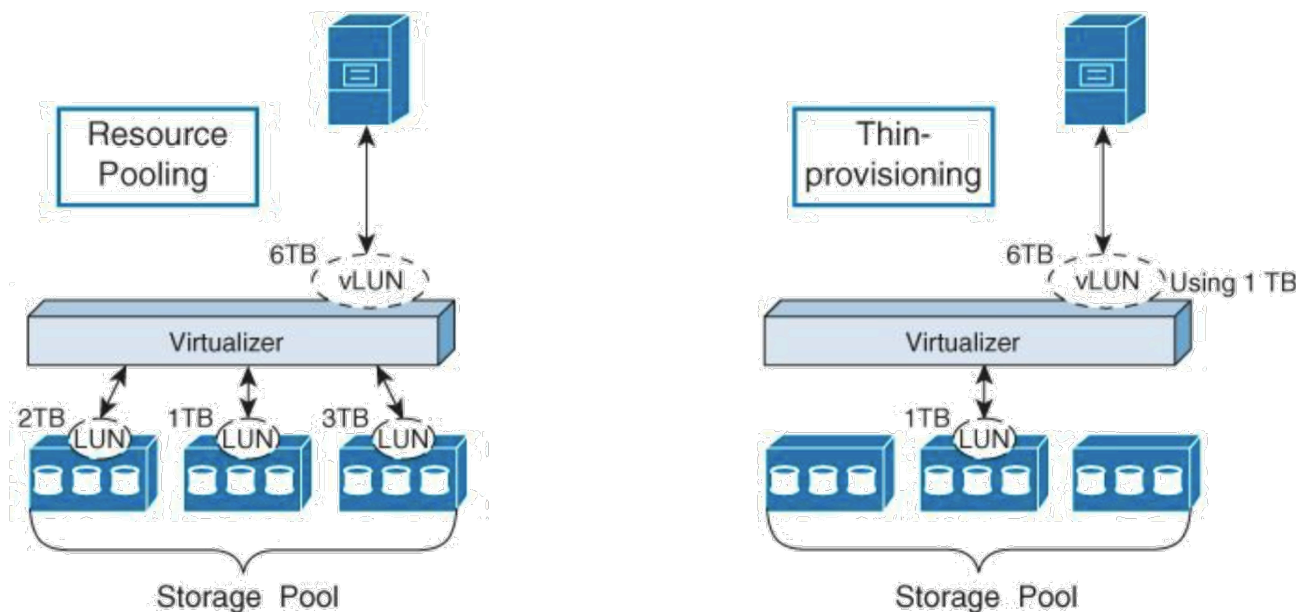 Resource
Pooling
6TB
vLUN
Virtualizer
2TB
LUN
1TB
LUN
3TB
LUN
Storage Pool
Thin-
provisioning
6TB
vLUN
Using 1 TB
Virtualizer
1TB
LUN
Storage Pool